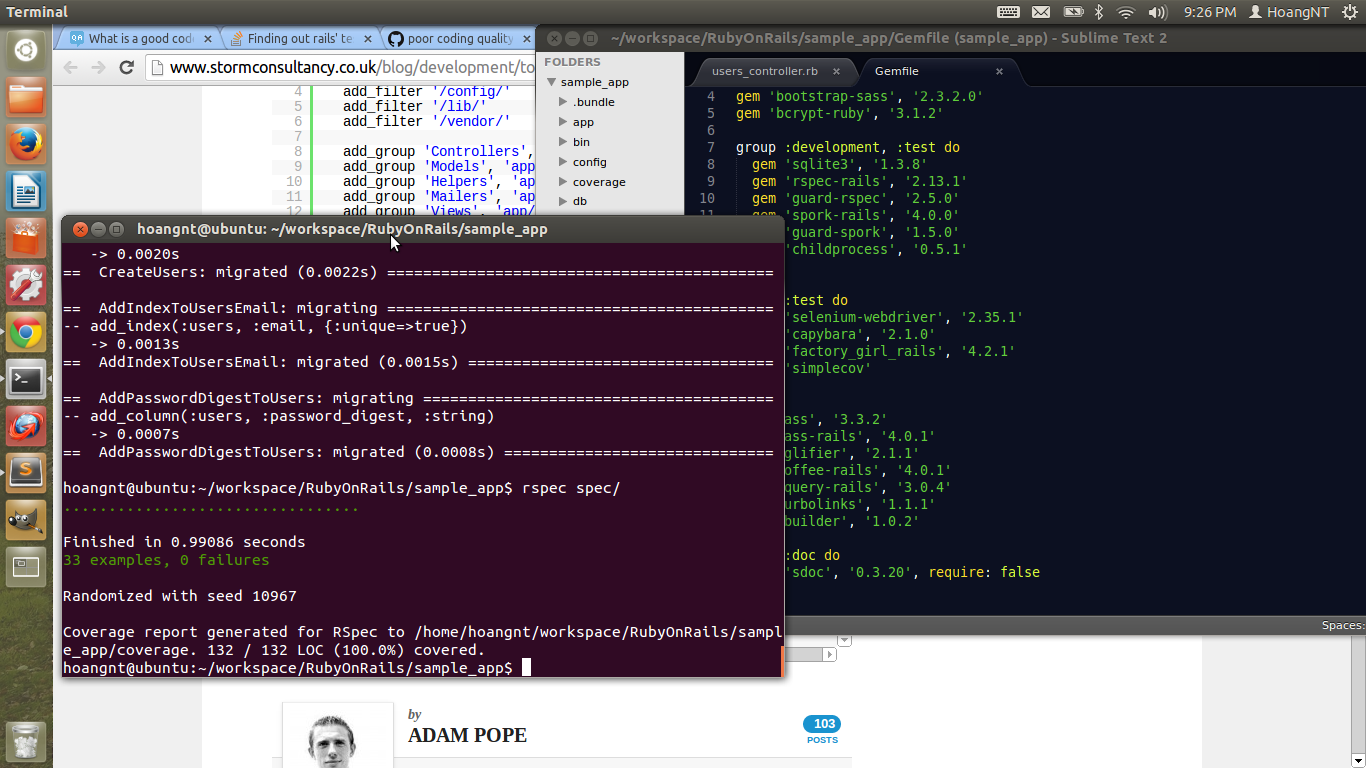 Terminal
9:26 PM
HoangNT
What is a good cod
Finding out rails' te
poor coding quality
www.stormconsultancy.co.uk/blog/development/to
4 add_filter '/config/'
5 add_filter '/lib/'
6 add_filter '/vendor/'
7
8 add_group 'Controllers',
9 add_group 'Models', 'app
10 add_group 'Helpers', 'ap
11 add_group 'Mailers', 'ap
12 add_group 'Views', 'app/
~/workspace/RubyOnRails/sample_app/Gemfile (sample_app) - Sublime Text 2
FOLDERS
sample_app
.bundle
app
bin
config
coverage
db
users_controller.rb
Gemfile
4 gem 'bootstrap-sass', '2.3.2.0'
5 gem 'bcrypt-ruby', '3.1.2'
6
7 group :development, :test do
8 gem 'sqlite3', '1.3.8'
9 gem 'rspec-rails', '2.13.1'
10 gem 'guard-rspec', '2.5.0'
11 'spork-rails', '4.0.0'
'guard-spork', '1.5.0'
'childprocess', '0.5.1'
:test do
'selenium-webdriver', '2.35.1'
'capybara', '2.1.0'
'factory_girl_rails', '4.2.1'
'simplecov'
ass', '3.3.2'
ass-rails', '4.0.1'
glifier', '2.1.1'
offee-rails', '4.0.1'
query-rails', '3.0.4'
urbolinks', '1.1.1'
builder', '1.0.2'
:doc do
'sdoc', '0.3.20', require: false
Spaces:
hoangnt@ubuntu: ~/workspace/RubyOnRails/sample_app
-> 0.0020s
== CreateUsers: migrated (0.0022s) ===========================================
== AddIndexToUsersEmail: migrating ===========================================
-- add_index(:users, :email, {:unique=>true})
-> 0.0013s
== AddIndexToUsersEmail: migrated (0.0015s) ==================================
== AddPasswordDigestToUsers: migrating =======================================
-- add_column(:users, :password_digest, :string)
-> 0.0007s
== AddPasswordDigestToUsers: migrated (0.0008s) ==============================
hoangnt@ubuntu:~/workspace/RubyOnRails/sample_app$ rspec spec/
.................................
Finished in 0.99086 seconds
33 examples, 0 failures
Randomized with seed 10967
Coverage report generated for RSpec to /home/hoangnt/workspace/RubyOnRails/sampl
e_app/coverage. 132 / 132 LOC (100.0%) covered.
hoangnt@ubuntu:~/workspace/RubyOnRails/sample_app$
by
ADAM POPE
103
POSTS